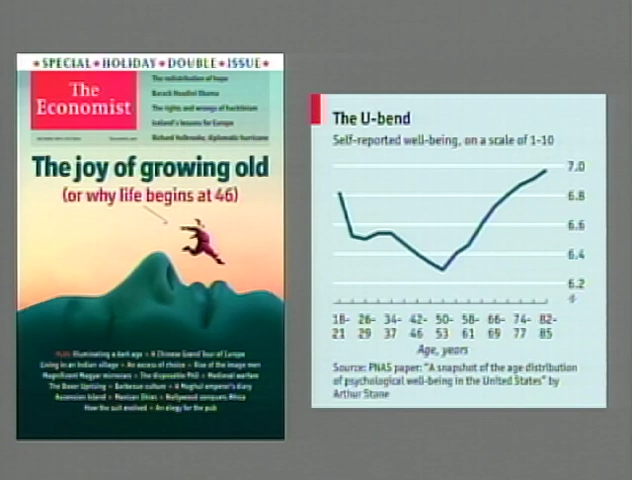 ★SPECIAL★HOLIDAY★DOUBLE★ISSUE★
The
Economist
The redistribution of hope
Barack Houdini Obama
The rights and wrongs of hacktivism
Iceland's lessons for Europe
Richard Holbrooke, diplomatic hurricane
The joy of growing old
(or why life begins at 46)
PLUS Illuminating a dark age • A Chinese Grand Tour of Europe
Living in an Indian village • An excess of choice • Rise of the image men
Magnificent Magyar mirrors • The disposable PhD • Medieval warfare
The Boxer Uprising • Barbecue culture • A Mughal emperor's diary
Ascension Island • Mexican Jihad • Nollywood conquers Africa
How the suit evolved • An elegy for the pub
The U-bend
Self-reported well-being, on a scale of 1-10
7.0
6.8
6.6
6.4
6.2
18- 26- 34- 42- 50- 58- 66- 74- 82-
21 29 37 46 53 61 69 77 85
Age, years
Source: PNAS paper: "A snapshot of the age distribution
of psychological well-being in the United States" by
Arthur Stone